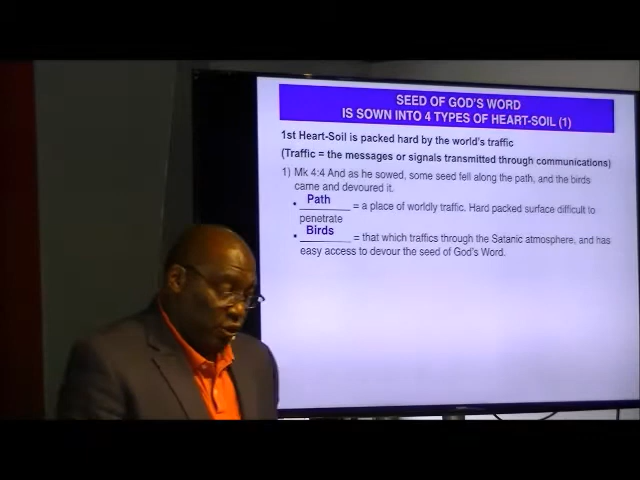 SEED OF GOD'S WORD
IS SOWN INTO 4 TYPES OF HEART-SOIL (1)
1st Heart-Soil is packed hard by the world's traffic
(Traffic = the messages or signals transmitted through communications)
1) Mk 4:4 And as he sowed, some seed fell along the path, and the birds
came and devoured it.
• Path = a place of worldly traffic. Hard packed surface difficult to
penetrate
• Birds = that which traffics through the Satanic atmosphere, and has
easy access to devour the seed of God's Word.